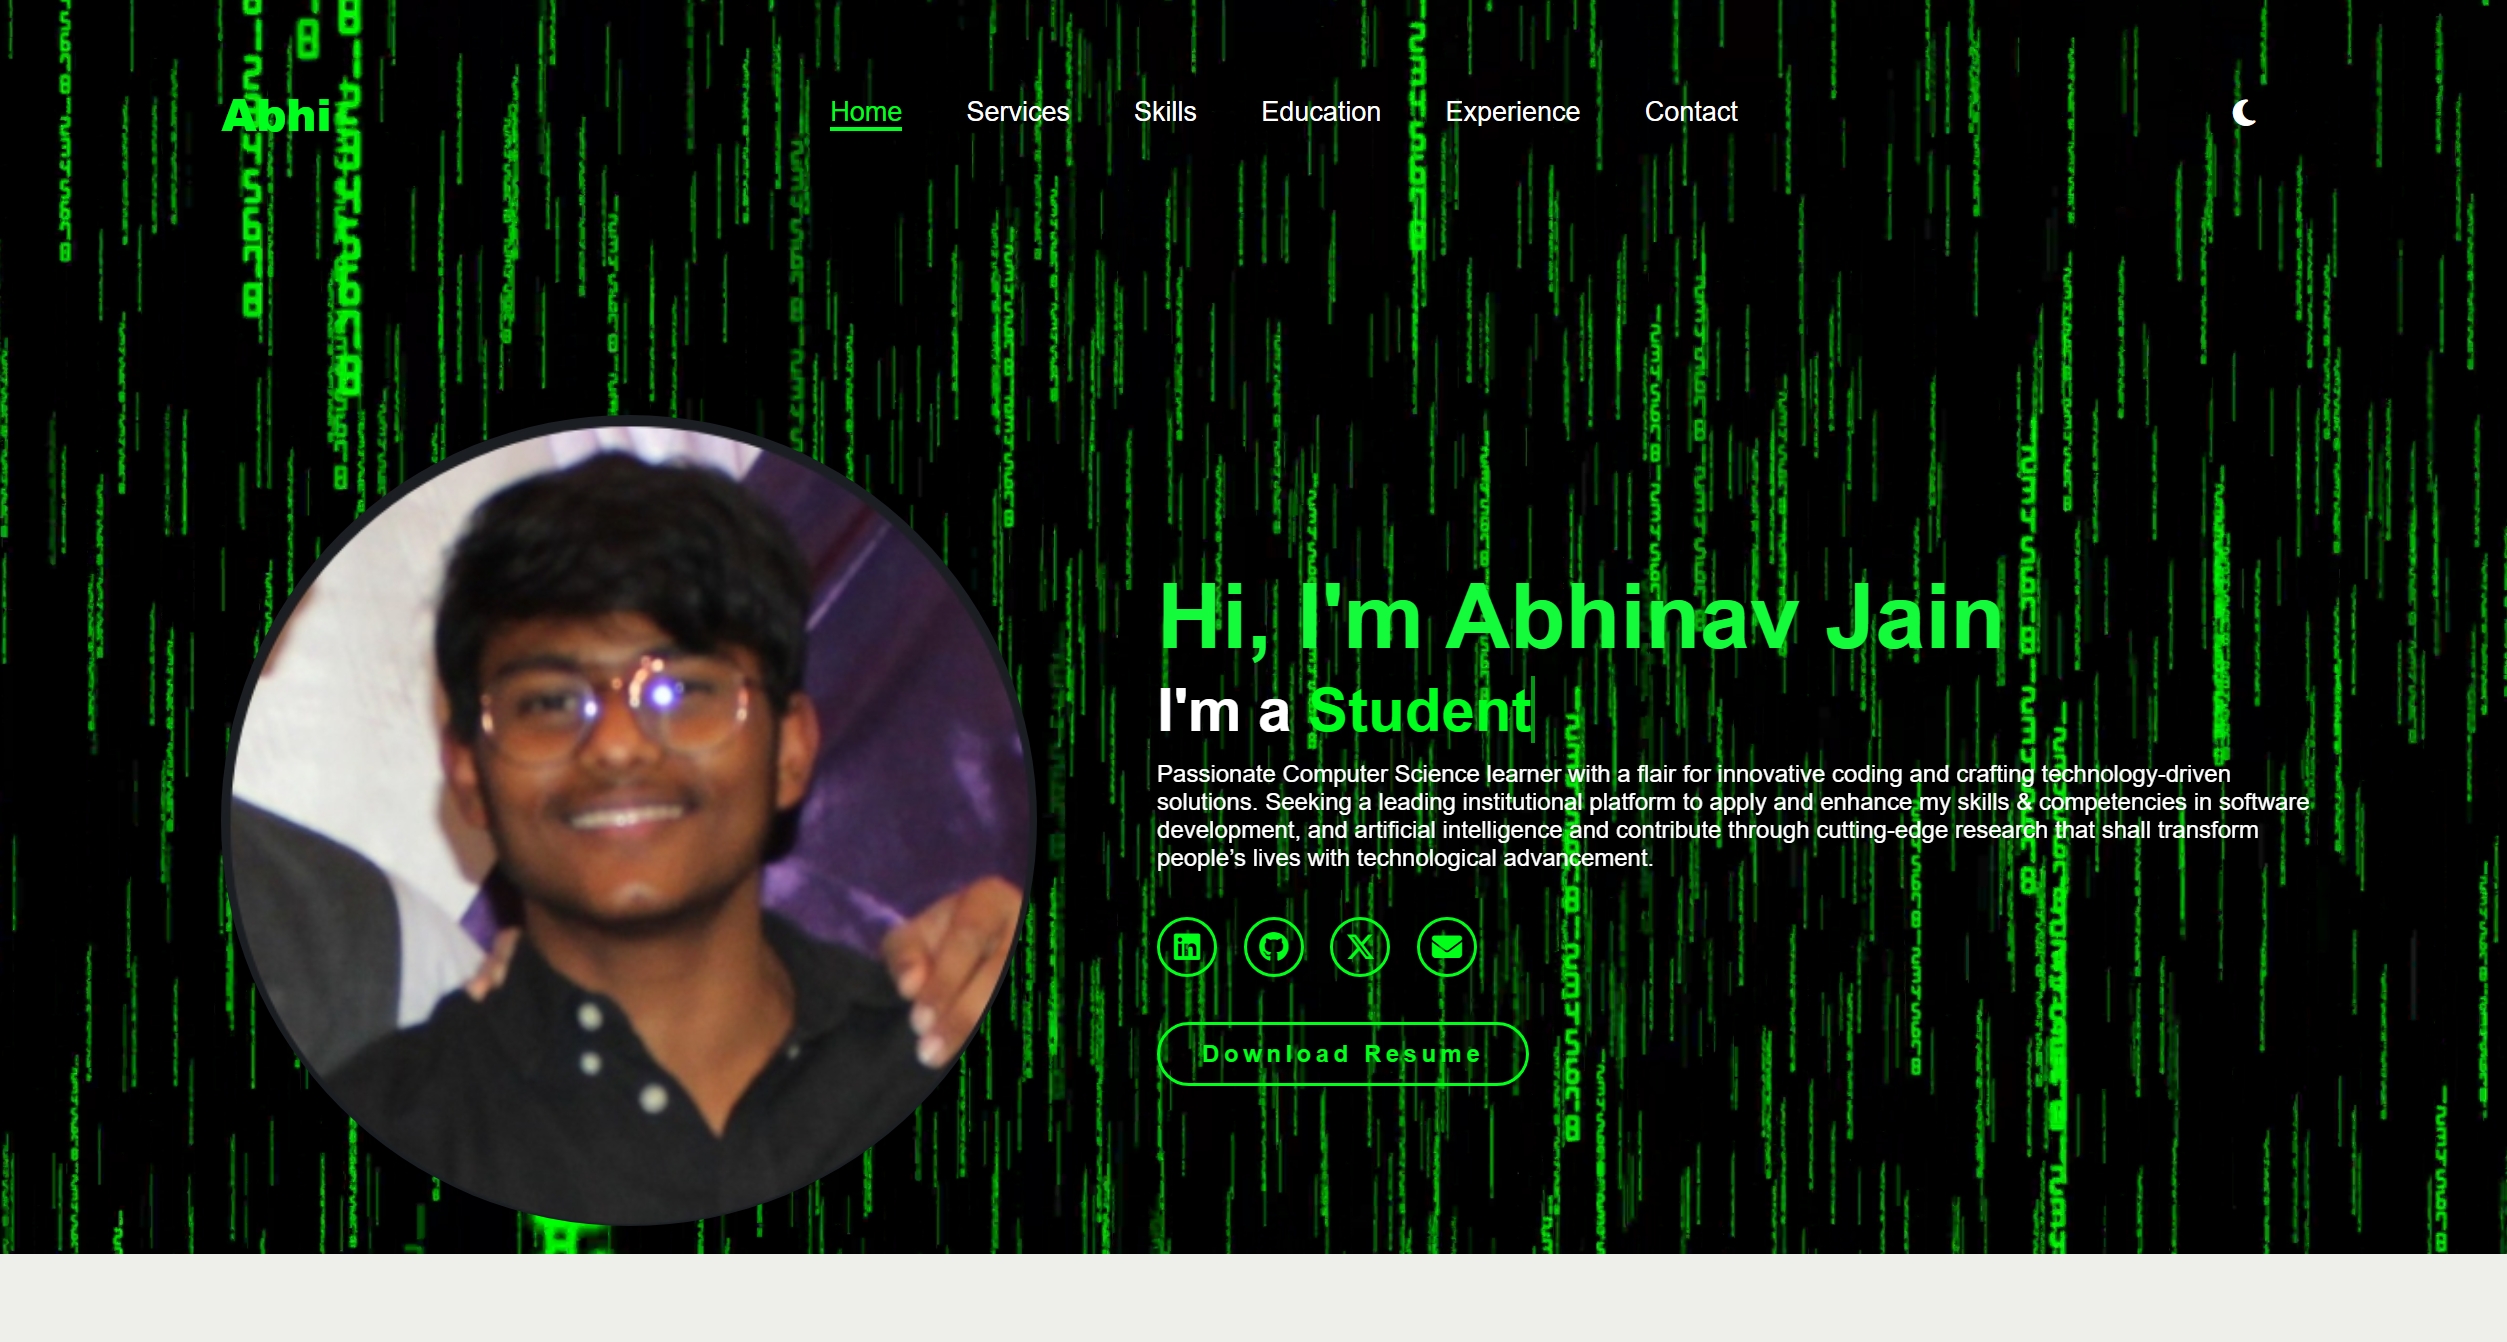 Abhi
Home Services Skills Education Experience Contact
Hi, I'm Abhinav Jain
I'm a Student
Passionate Computer Science learner with a flair for innovative coding and crafting technology-driven
solutions. Seeking a leading institutional platform to apply and enhance my skills & competencies in software
development, and artificial intelligence and contribute through cutting-edge research that shall transform
people’s lives with technological advancement.
Download Resume